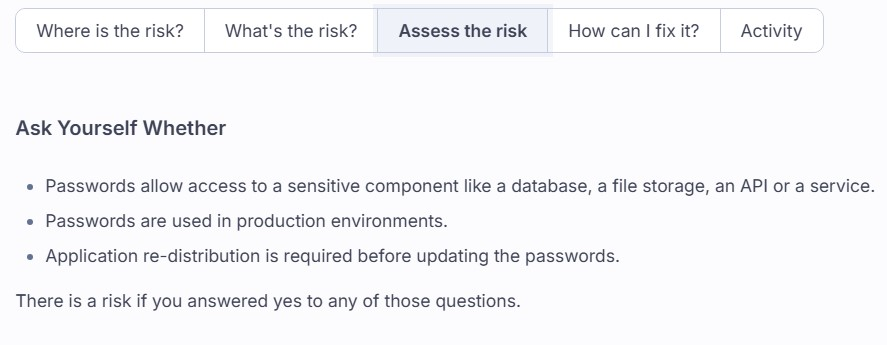 Where is the risk? What's the risk? Assess the risk How can I fix it? Activity
Ask Yourself Whether
• Passwords allow access to a sensitive component like a database, a file storage, an API or a service.
• Passwords are used in production environments.
• Application re-distribution is required before updating the passwords.
There is a risk if you answered yes to any of those questions.